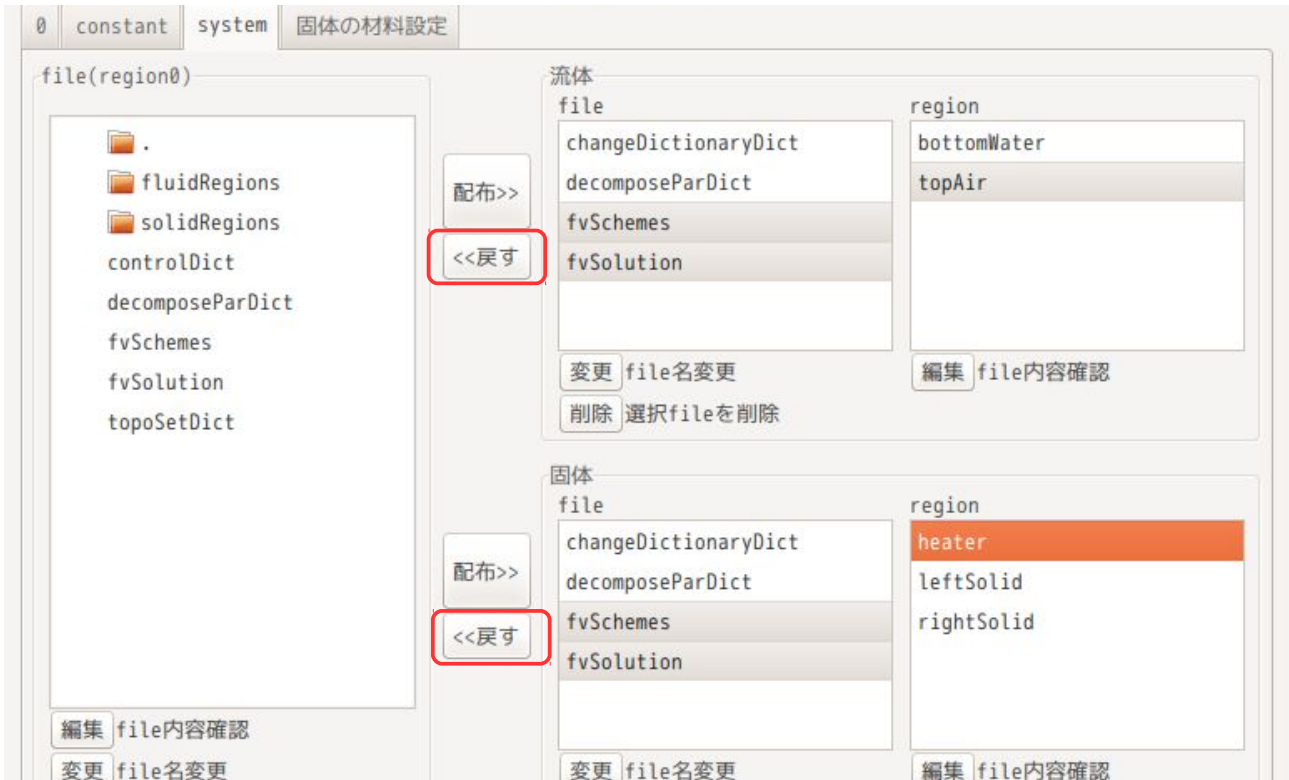 0 constant system 固体の材料設定
file(region0)
.
fluidRegions
solidRegions
controlDict
decomposeParDict
fvSchemes
fvSolution
topoSetDict
編集 file内容確認
変更 file名変更
配布>>
<<戻す
流体
file
changeDictionaryDict
decomposeParDict
fvSchemes
fvSolution
変更 file名変更
削除 選択fileを削除
region
bottomWater
topAir
編集 file内容確認
配布>>
<<戻す
固体
file
changeDictionaryDict
decomposeParDict
fvSchemes
fvSolution
変更 file名変更
region
heater
leftSolid
rightSolid
編集 file内容確認